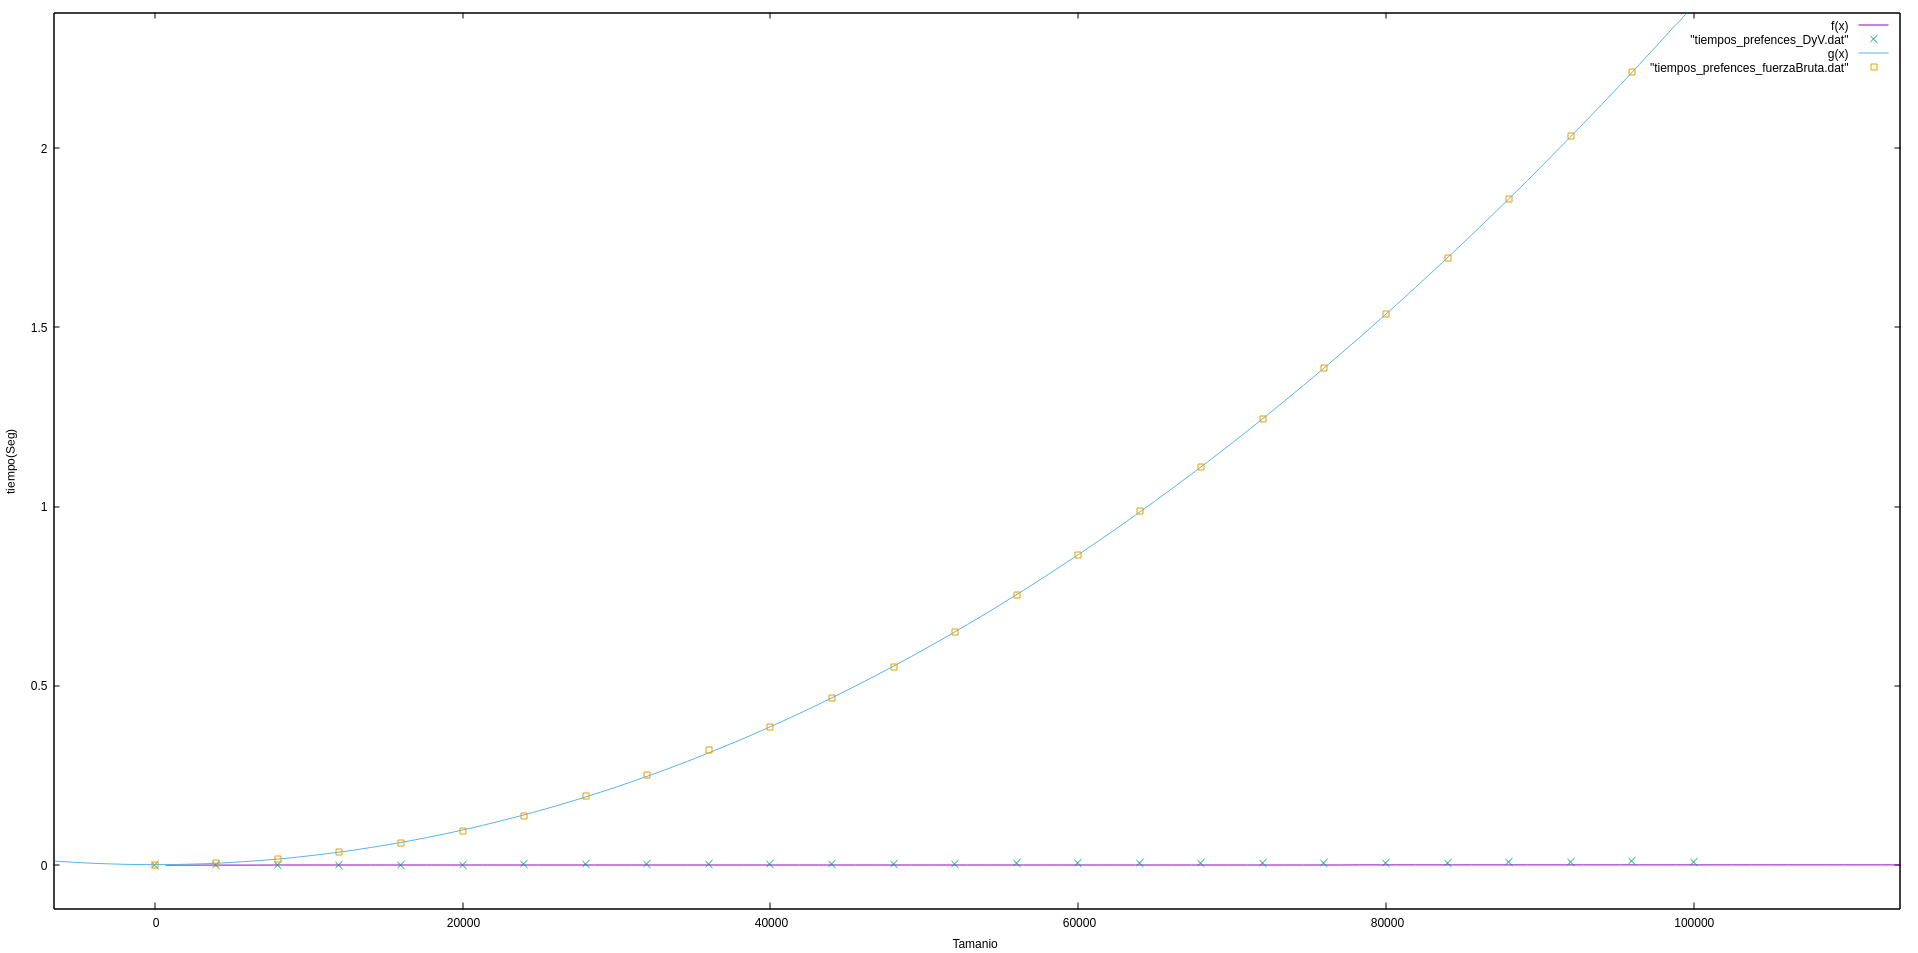 f(x)
"tiempos_prefences_DyV.dat"
g(x)
"tiempos_prefences_fuerzaBruta.dat"
2
1.5
1
0.5
0
tiempo(Seg)
0 20000 40000 60000 80000 100000
Tamanio